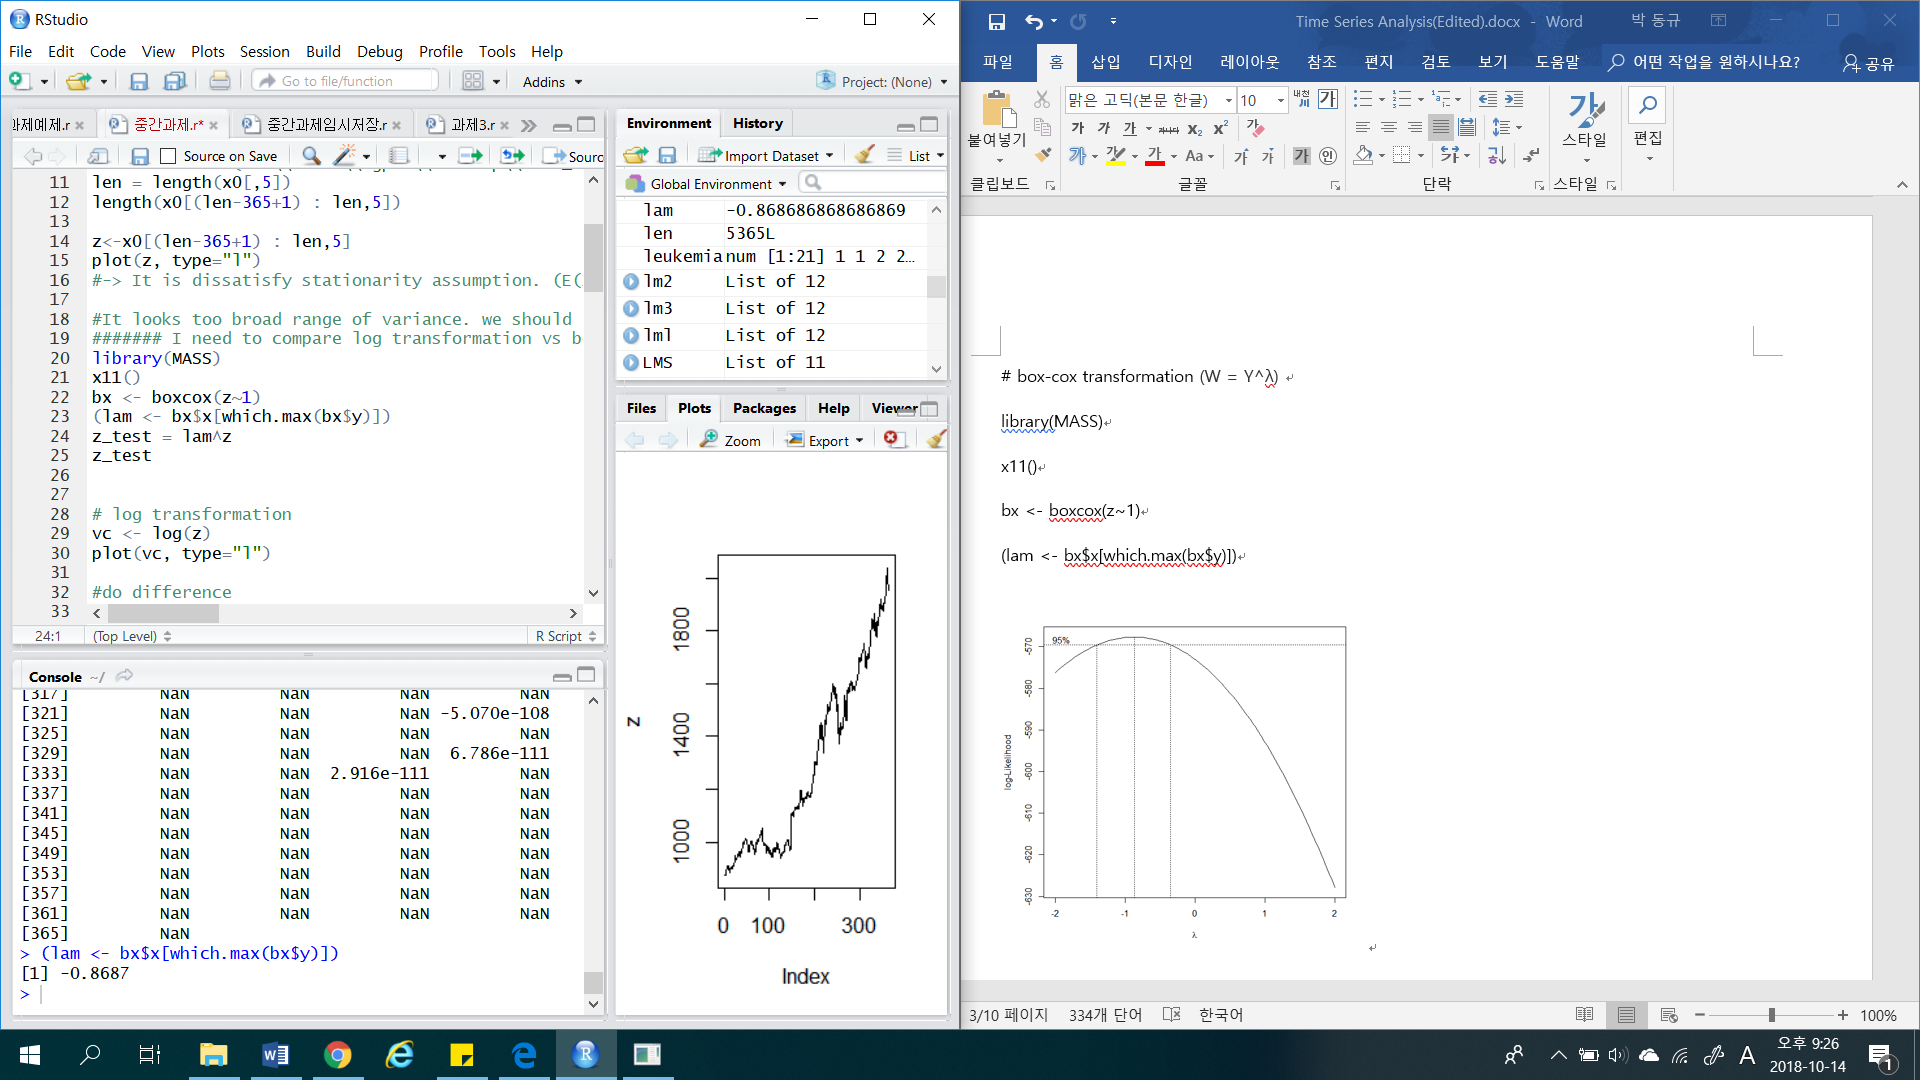 RStudio
File Edit Code View Plots Session Build Debug Profile Tools Help
Go to file/function
Addins
Project: (None)
과제예제.r
중간과제.r*
중간과제임시저장.r
과제3.r
Source on Save
Sourc
11 len = length(x0[,5])
12 length(x0[(len-365+1) : len,5])
13
14 z<-x0[(len-365+1) : len,5]
15 plot(z, type="l")
16 #-> It is dissatisfy stationarity assumption. (E(
17
18 #It looks too broad range of variance. we should
19 ####### I need to compare log transformation vs b
20 library(MASS)
21 x11()
22 bx <- boxcox(z~1)
23 (lam <- bx$x[which.max(bx$y)])
24 z_test = lam^z
25 z_test
26
27
28 # log transformation
29 vc <- log(z)
30 plot(vc, type="l")
31
32 #do difference
33
24:1 (Top Level) R Script
Console ~/
[317] NaN NaN NaN NaN
[321] NaN NaN NaN -5.070e-108
[325] NaN NaN NaN NaN
[329] NaN NaN NaN 6.786e-111
[333] NaN NaN 2.916e-111 NaN
[337] NaN NaN NaN NaN
[341] NaN NaN NaN NaN
[345] NaN NaN NaN NaN
[349] NaN NaN NaN NaN
[353] NaN NaN NaN NaN
[357] NaN NaN NaN NaN
[361] NaN NaN NaN NaN
[365] NaN
> (lam <- bx$x[which.max(bx$y)])
[1] -0.8687
>
Environment History
Import Dataset
List
Global Environment
lam -0.868686868686869
len 5365L
leukemia num [1:21] 1 1 2 2…
lm2 List of 12
lm3 List of 12
lml List of 12
LMS List of 11
Files Plots Packages Help Viewer
Zoom Export
z
1000 1400 1800
0 100 300
Index
Time Series Analysis(Edited).docx - Word
박 동규
파일 홈 삽입 디자인 레이아웃 참조 편지 검토 보기 도움말 어떤 작업을 원하시나요? 공유
붙여넣기
맑은 고딕(본문 한글) 10
스타일
편집
클립보드 글꼴 단락 스타일
# box-cox transformation (W = Y^λ)
library(MASS)
x11()
bx <- boxcox(z~1)
(lam <- bx$x[which.max(bx$y)])
95%
log-Likelihood
-570
-580
-590
-600
-610
-620
-630
-2 -1 0 1 2
λ
3/10 페이지 334개 단어 한국어
100%
A
오후 9:26
2018-10-14
1